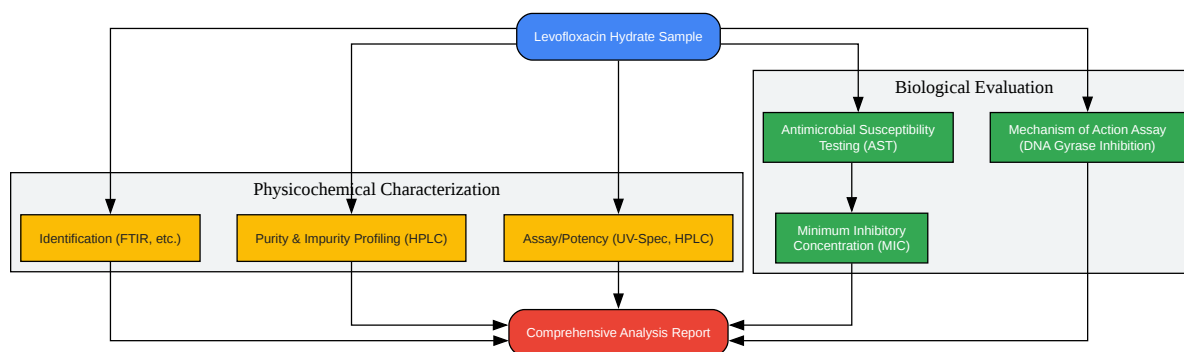 Levofloxacin Hydrate Sample
Biological Evaluation
Antimicrobial Susceptibility
Testing (AST)
Mechanism of Action Assay
(DNA Gyrase Inhibition)
Physicochemical Characterization
Identification (FTIR, etc.)
Purity & Impurity Profiling (HPLC)
Assay/Potency (UV-Spec, HPLC)
Minimum Inhibitory
Concentration (MIC)
Comprehensive Analysis Report